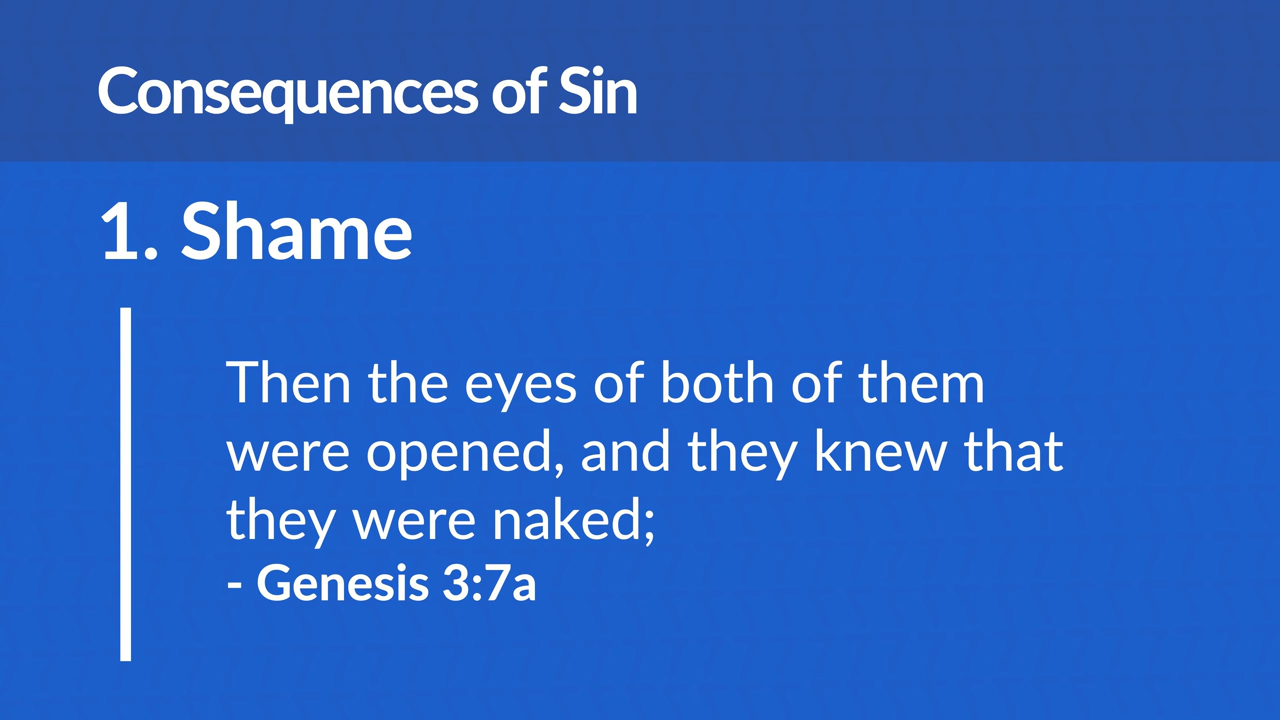 Consequences of Sin
1. Shame
Then the eyes of both of them
were opened, and they knew that
they were naked;
- Genesis 3:7a